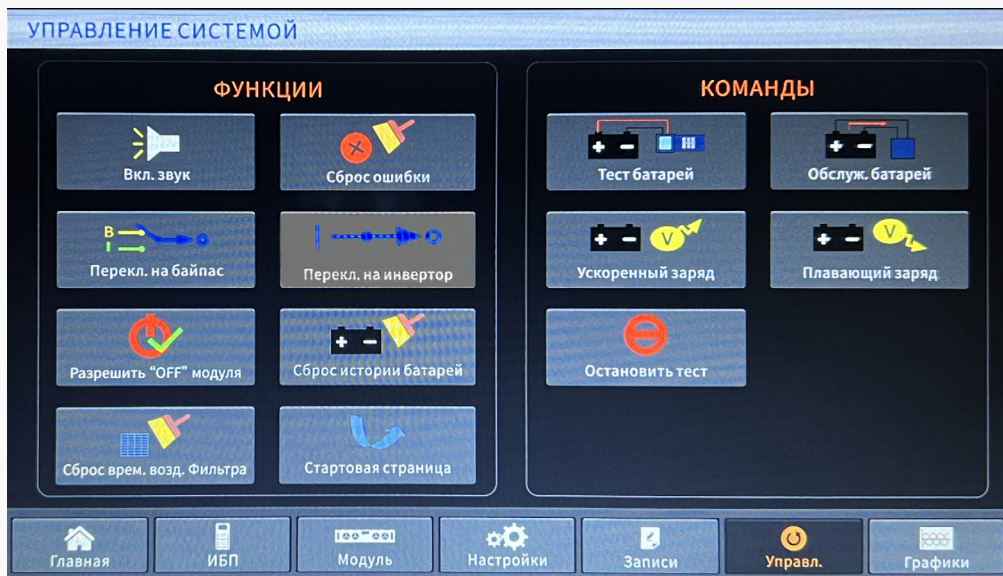 УПРАВЛЕНИЕ СИСТЕМОЙ
ФУНКЦИИ
Вкл. звук
Сброс ошибки
B
I
Перекл. на байпас
Перекл. на инвертор
Разрешить “OFF” модуля
Сброс истории батарей
Сброс врем. возд. Фильтра
Стартовая страница
КОМАНДЫ
Тест батарей
Обслуж. батарей
V
Ускоренный заряд
V
Плавающий заряд
Остановить тест
Главная
ИБП
Модуль
Настройки
Записи
Управл.
Графики